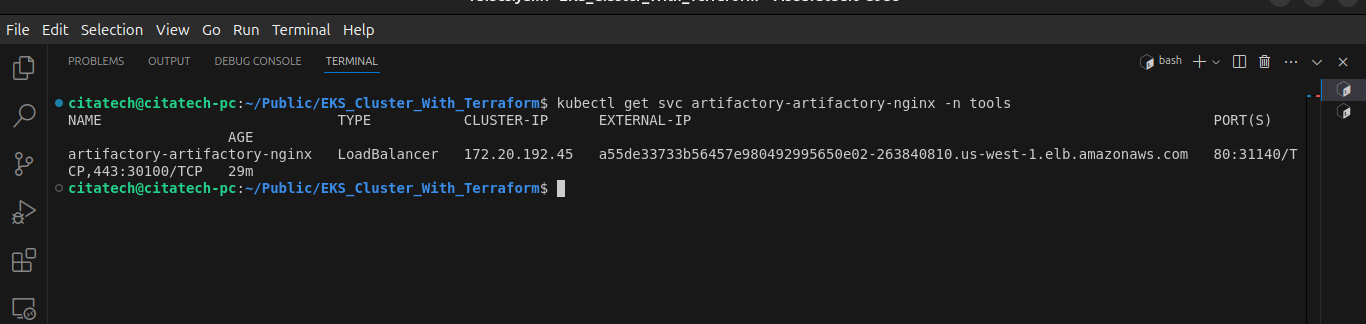 File Edit Selection View Go Run Terminal Help
PROBLEMS OUTPUT DEBUG CONSOLE TERMINAL bash
citatech@citatech-pc:~/Public/EKS_Cluster_With_Terraform$ kubectl get svc artifactory-artifactory-nginx -n tools
NAME TYPE CLUSTER-IP EXTERNAL-IP PORT(S)
AGE
artifactory-artifactory-nginx LoadBalancer 172.20.192.45 a55de33733b56457e980492995650e02-263840810.us-west-1.elb.amazonaws.com 80:31140/T
CP,443:30100/TCP 29m
citatech@citatech-pc:~/Public/EKS_Cluster_With_Terraform$